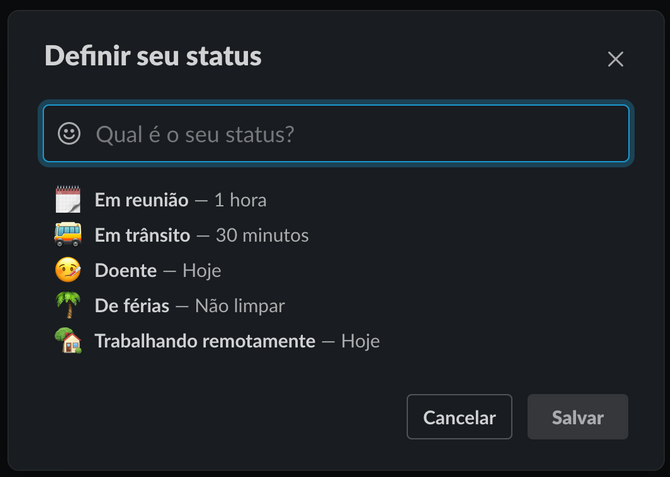 Definir seu status
Qual é o seu status?
Em reunião — 1 hora
Em trânsito — 30 minutos
Doente — Hoje
De férias — Não limpar
Trabalhando remotamente — Hoje
Cancelar Salvar